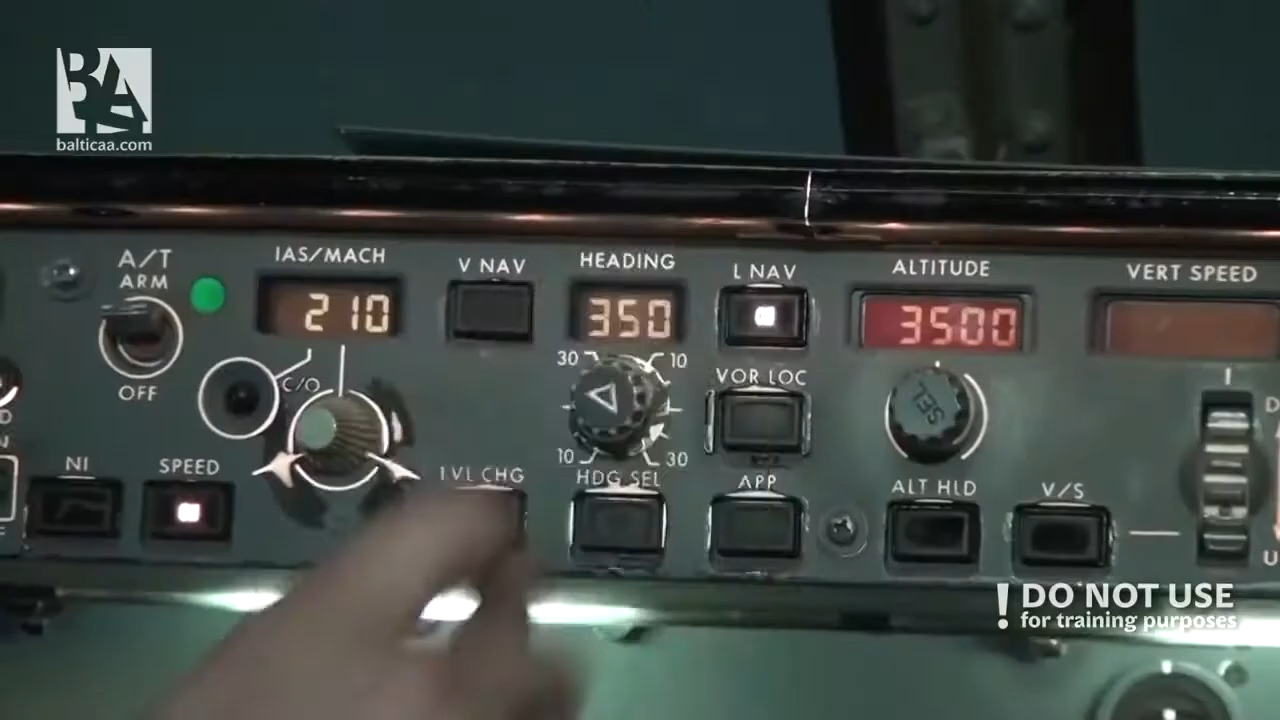 BA
balticaa.com
A/T
ARM
OFF
IAS/MACH
210
C/O
V NAV
HEADING
350
30
10
10
30
L NAV
VOR LOC
ALTITUDE
3500
SEL
VERT SPEED
N1
SPEED
LVL CHG
HDG SEL
APP
ALT HLD
V/S
! DO NOT USE
for training purposes